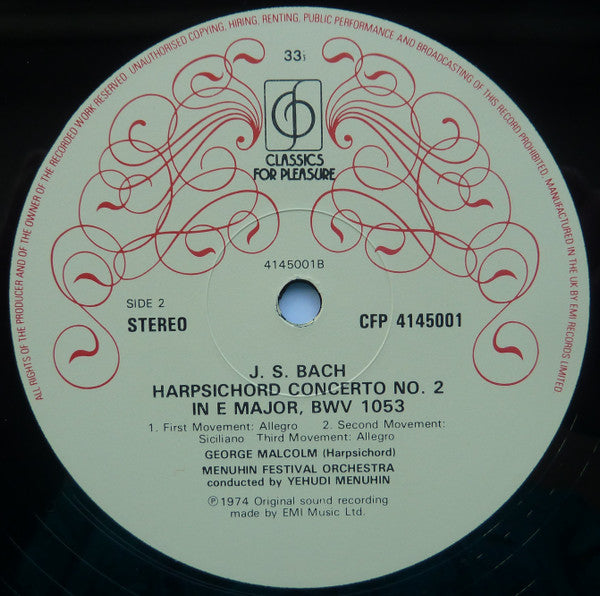 ALL RIGHTS OF THE PRODUCER AND OF THE OWNER OF THE RECORDED WORK RESERVED. UNAUTHORISED COPYING, HIRING, RENTING, PUBLIC PERFORMANCE AND BROADCASTING OF THIS RECORD PROHIBITED. MANUFACTURED IN THE UK BY EMI RECORDS LIMITED
33⅓
CLASSICS
FOR PLEASURE
4145001B
SIDE 2
STEREO
CFP 4145001
J. S. BACH
HARPSICHORD CONCERTO NO. 2
IN E MAJOR, BWV 1053
1. First Movement: Allegro 2. Second Movement:
Siciliano Third Movement: Allegro
GEORGE MALCOLM (Harpsichord)
MENUHIN FESTIVAL ORCHESTRA
conducted by YEHUDI MENUHIN
℗ 1974 Original sound recording
made by EMI Music Ltd.